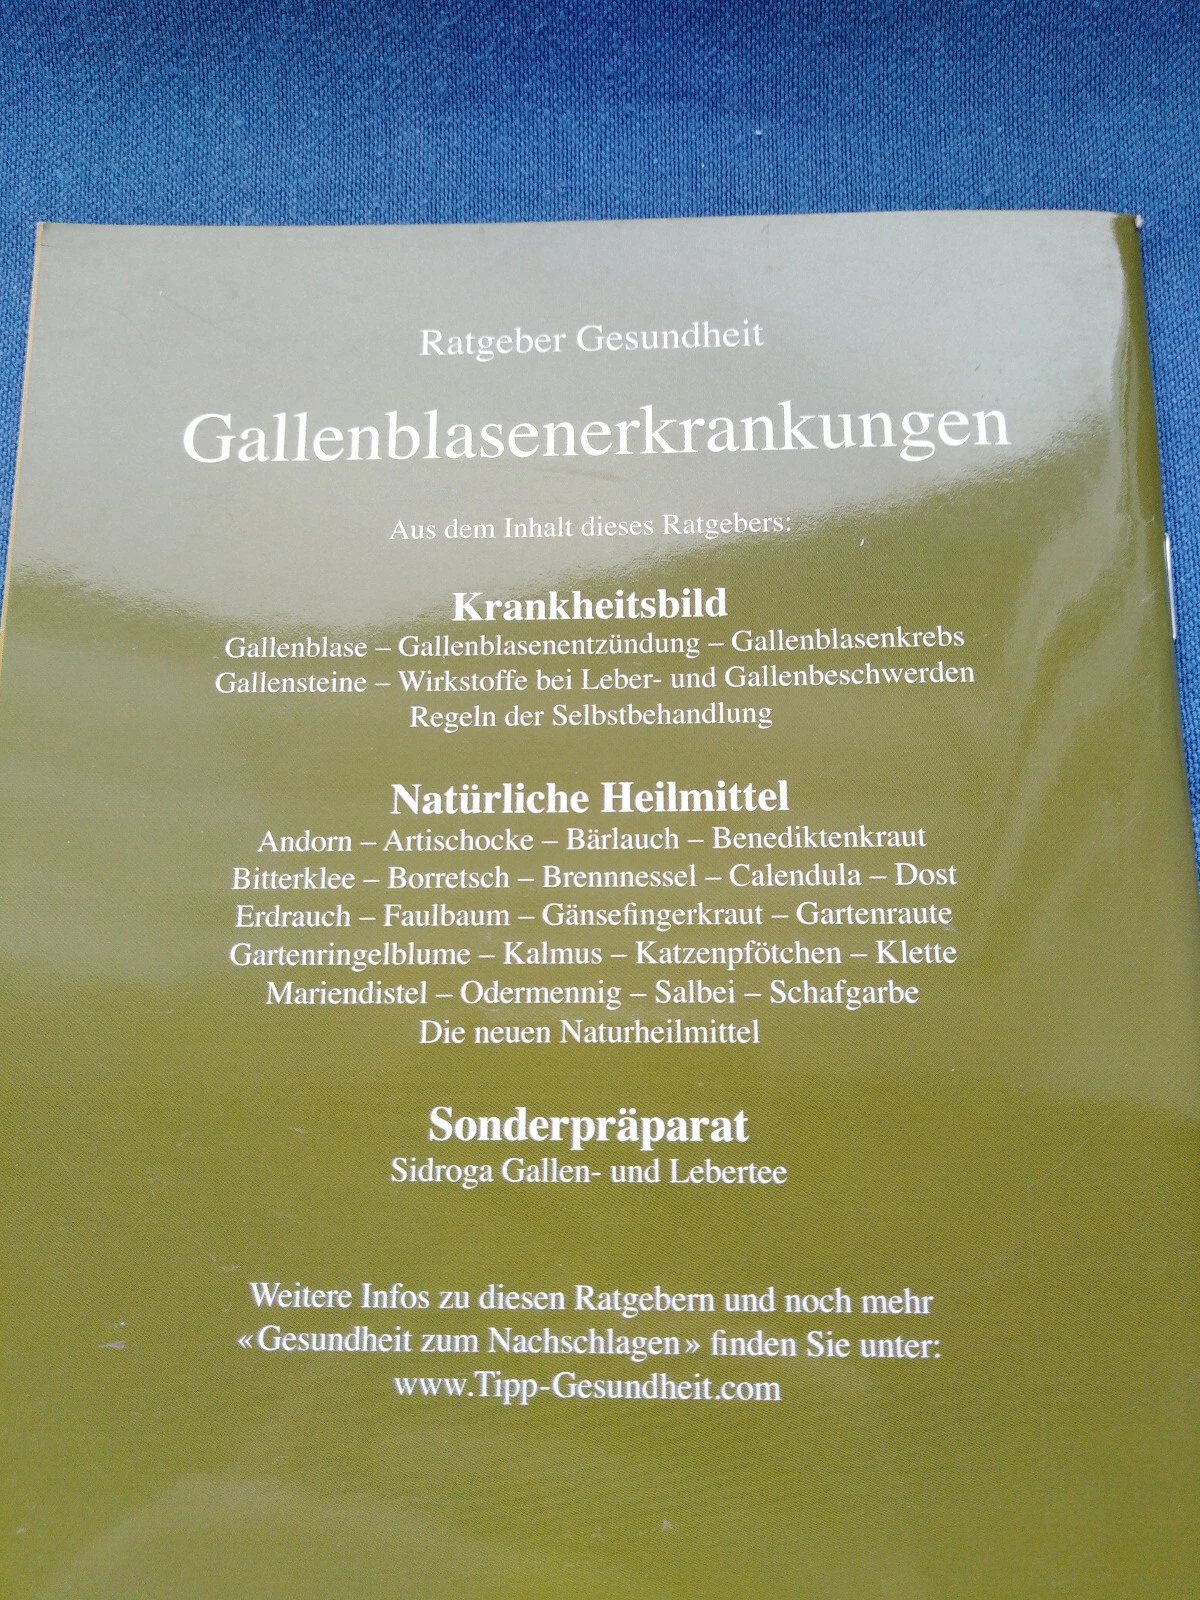 Ratgeber Gesundheit
Gallenblasenerkrankungen
Aus dem Inhalt dieses Ratgebers:
Krankheitsbild
Gallenblase – Gallenblasenentzündung – Gallenblasenkrebs
Gallensteine – Wirkstoffe bei Leber- und Gallenbeschwerden
Regeln der Selbstbehandlung
Natürliche Heilmittel
Andorn – Artischocke – Bärlauch – Benediktenkraut
Bitterklee – Borretsch – Brennnessel – Calendula – Dost
Erdrauch – Faulbaum – Gänsefingerkraut – Gartenraute
Gartenringelblume – Kalmus – Katzenpfötchen – Klette
Mariendistel – Odermennig – Salbei – Schafgarbe
Die neuen Naturheilmittel
Sonderpräparat
Sidroga Gallen- und Lebertee
Weitere Infos zu diesen Ratgebern und noch mehr
«Gesundheit zum Nachschlagen» finden Sie unter:
www.Tipp-Gesundheit.com